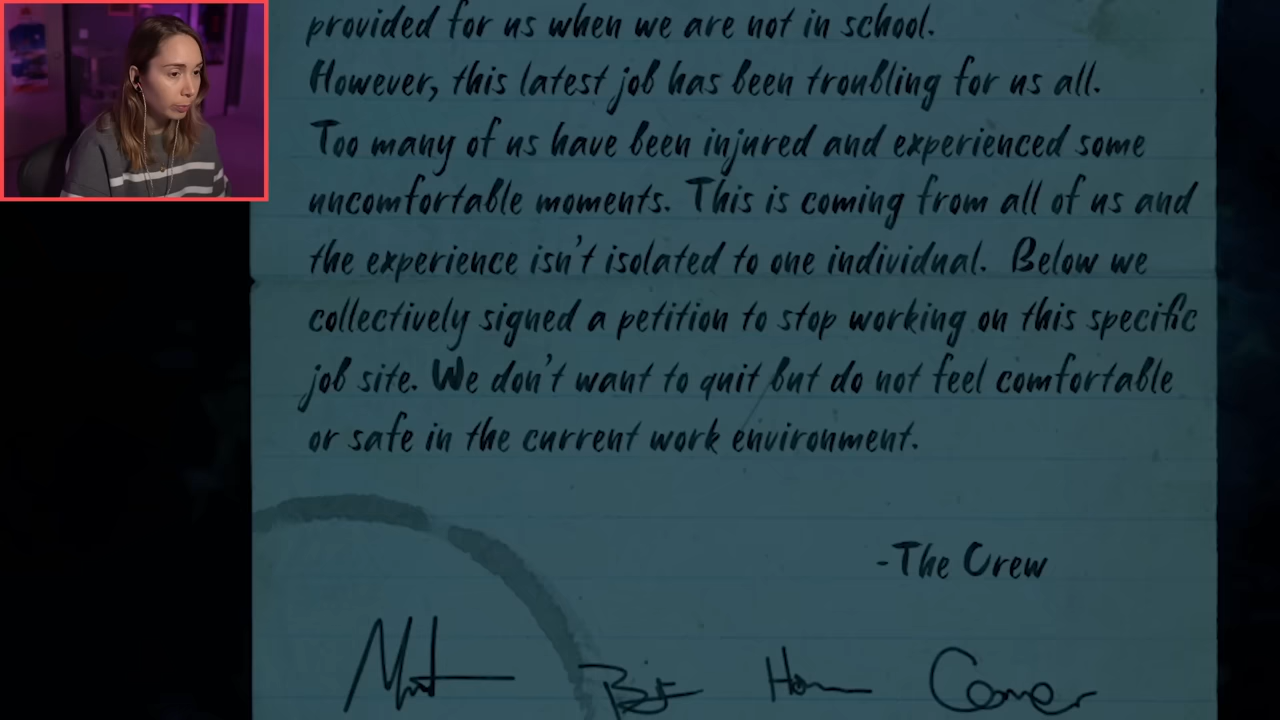 provided for us when we are not in school.
However, this latest job has been troubling for us all.
Too many of us have been injured and experienced some
uncomfortable moments. This is coming from all of us and
the experience isn't isolated to one individual. Below we
collectively signed a petition to stop working on this specific
job site. We don't want to quit but do not feel comfortable
or safe in the current work environment.
-The Crew